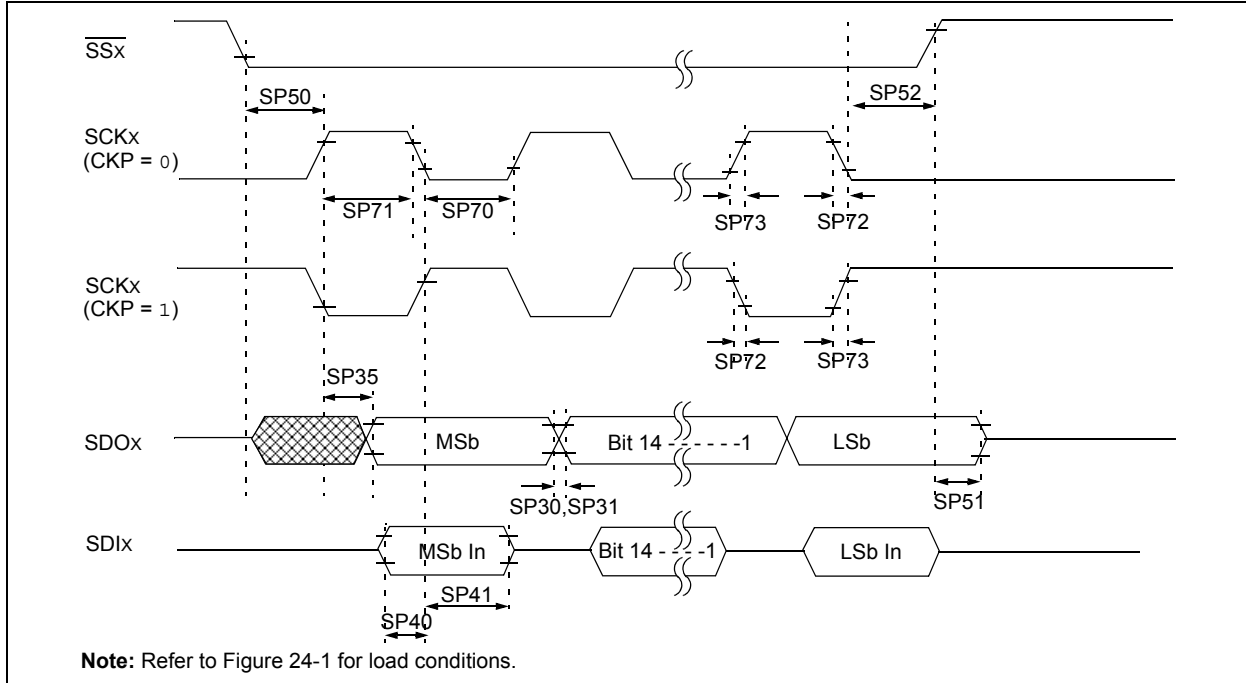 SSx
SP50
SP52
SCKx
(CKP = 0)
SP71
SP70
SP73
SP72
SCKx
(CKP = 1)
SP72
SP73
SP35
SDOx
MSb
Bit 14 - - - - - -1
LSb
SP30,SP31
SP51
SDIx
MSb In
Bit 14 - - - -1
LSb In
SP41
SP40
Note: Refer to Figure 24-1 for load conditions.